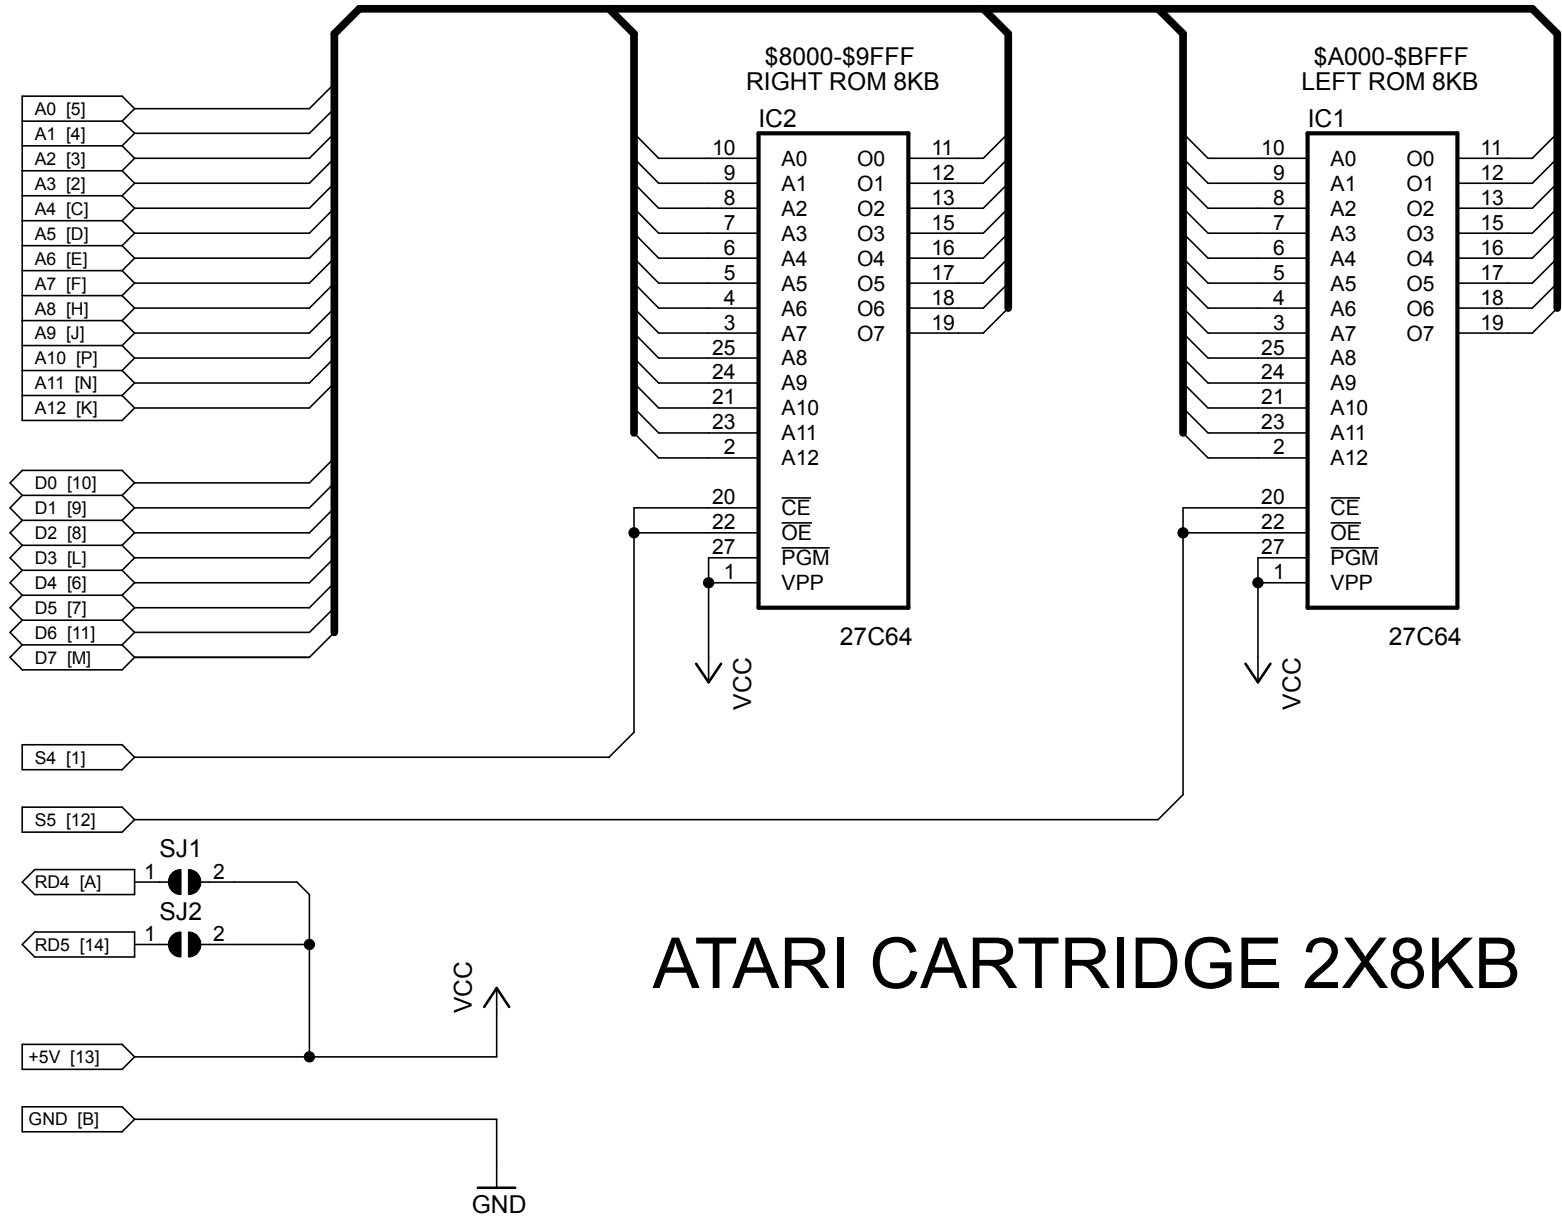 $8000-$9FFF
RIGHT ROM 8KB
IC2
$A000-$BFFF
LEFT ROM 8KB
IC1
A0 [5]
A1 [4]
A2 [3]
A3 [2]
A4 [C]
A5 [D]
A6 [E]
A7 [F]
A8 [H]
A9 [J]
A10 [P]
A11 [N]
A12 [K]
D0 [10]
D1 [9]
D2 [8]
D3 [L]
D4 [6]
D5 [7]
D6 [11]
D7 [M]
10 A0 O0 11
9 A1 O1 12
8 A2 O2 13
7 A3 O3 15
6 A4 O4 16
5 A5 O5 17
4 A6 O6 18
3 A7 O7 19
25 A8
24 A9
21 A10
23 A11
2 A12
20 CE
22 OE
27 PGM
1 VPP
27C64
VCC
10 A0 O0 11
9 A1 O1 12
8 A2 O2 13
7 A3 O3 15
6 A4 O4 16
5 A5 O5 17
4 A6 O6 18
3 A7 O7 19
25 A8
24 A9
21 A10
23 A11
2 A12
20 CE
22 OE
27 PGM
1 VPP
27C64
VCC
S4 [1]
S5 [12]
SJ1
RD4 [A] 1 2
SJ2
RD5 [14] 1 2
ATARI CARTRIDGE 2X8KB
VCC
+5V [13]
GND [B]
GND